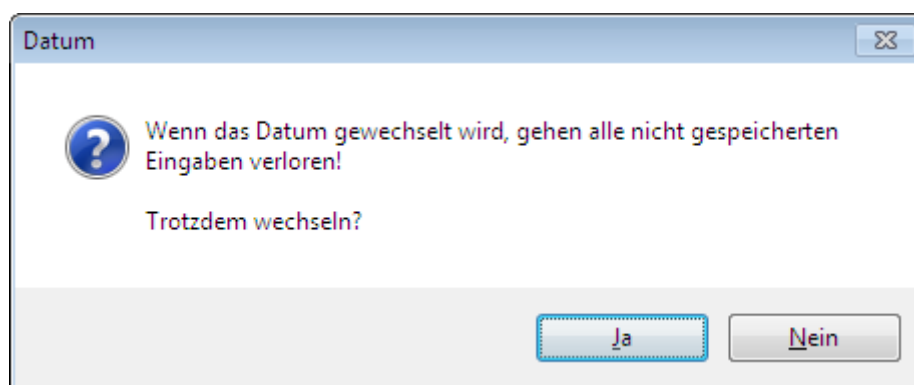 Datum
Wenn das Datum gewechselt wird, gehen alle nicht gespeicherten
Eingaben verloren!
Trotzdem wechseln?
Ja
Nein